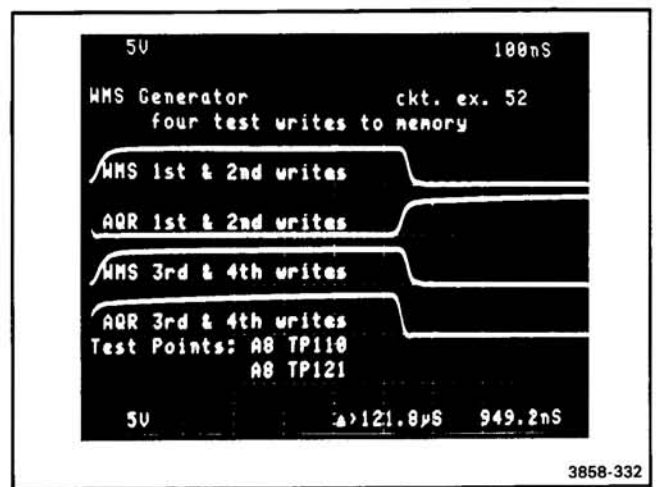 5V 100nS
WMS Generator ckt. ex. 52
four test writes to memory
WMS 1st & 2nd writes
AQR 1st & 2nd writes
WMS 3rd & 4th writes
AQR 3rd & 4th writes
Test Points: A8 TP110
A8 TP121
5V ▲>121.8µS 949.2nS
3858-332